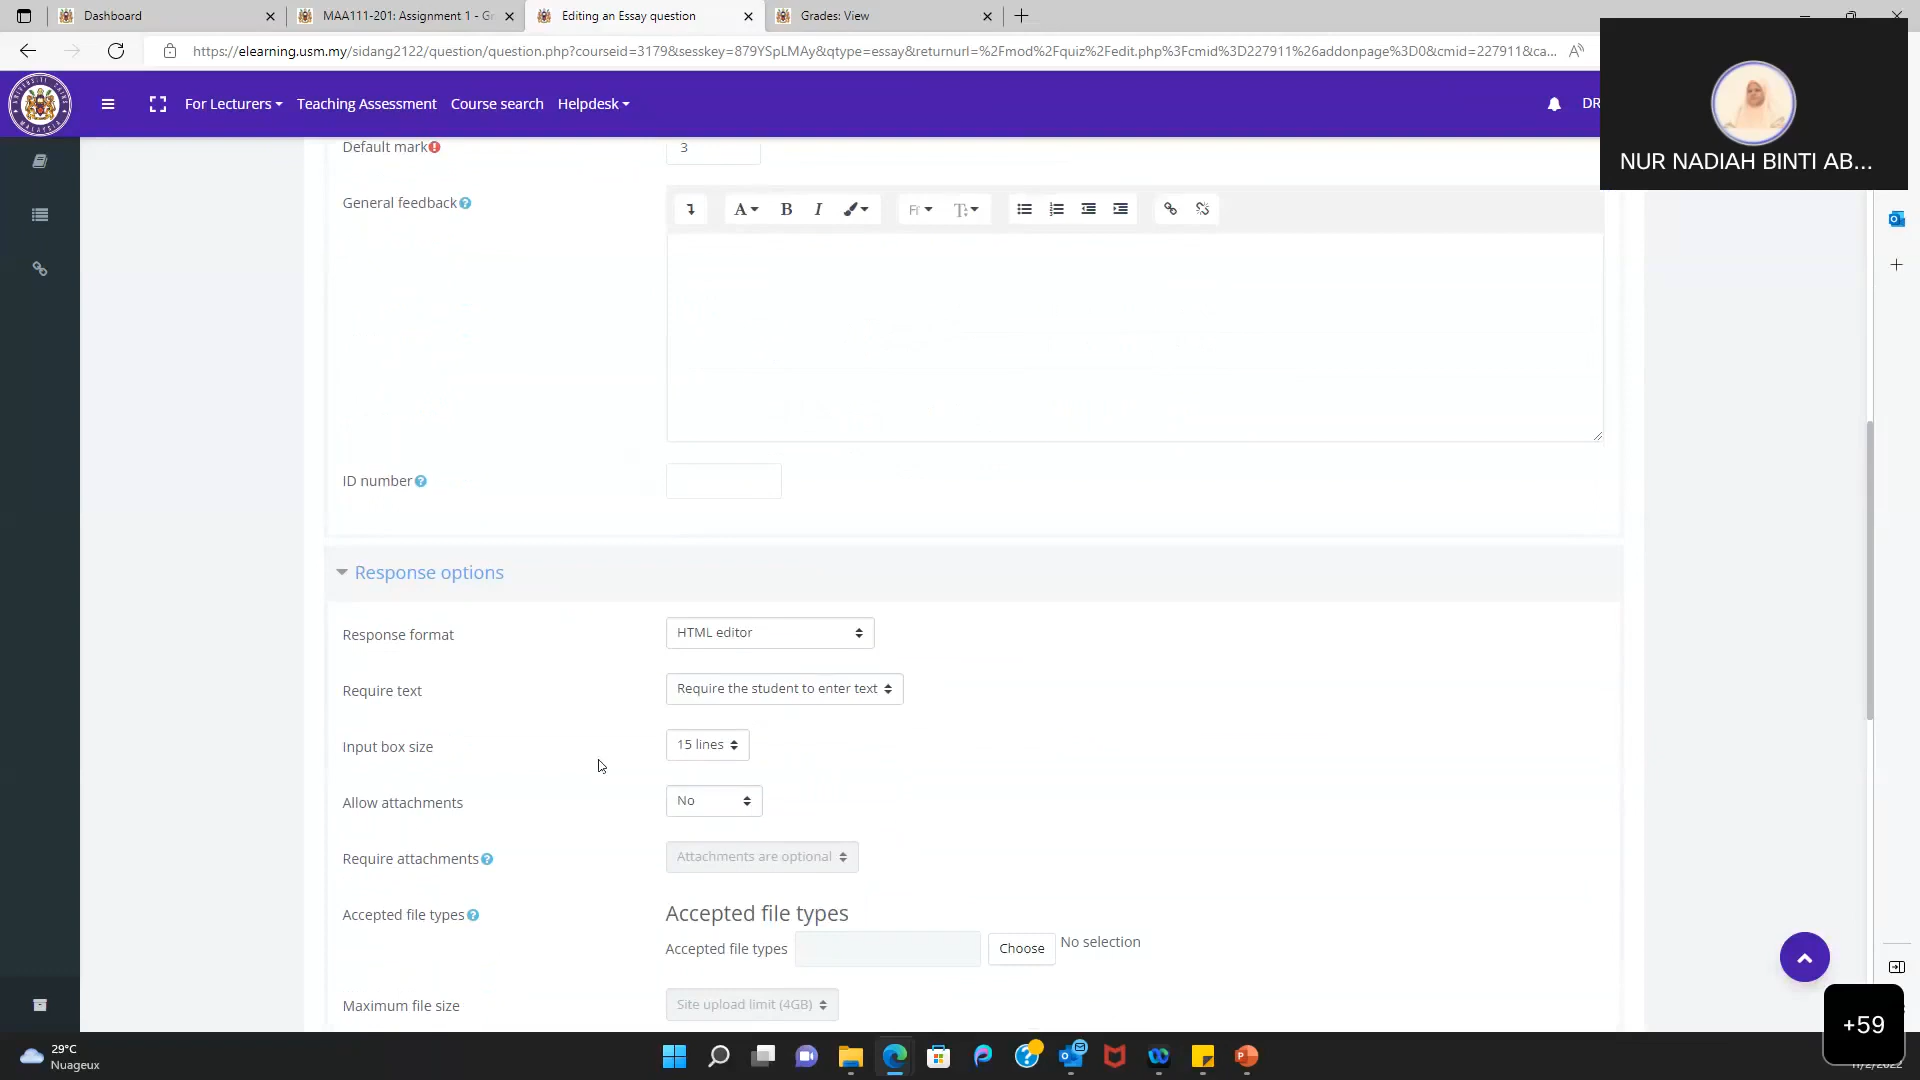 Dashboard
MAA111-201: Assignment 1 - Gr
Editing an Essay question
Grades: View
https://elearning.usm.my/sidang2122/question/question.php?courseid=3179&sesskey=879YSpLMAy&qtype=essay&returnurl=%2Fmod%2Fquiz%2Fedit.php%3Fcmid%3D227911%26addonpage%3D0&cmid=227911&ca...
For Lecturers
Teaching Assessment
Course search
Helpdesk
DR
NUR NADIAH BINTI AB...
Default mark
3
General feedback
A B I Fr T
ID number
Response options
Response format
HTML editor
Require text
Require the student to enter text
Input box size
15 lines
Allow attachments
No
Require attachments
Attachments are optional
Accepted file types
Accepted file types
Accepted file types
Choose
No selection
Maximum file size
Site upload limit (4GB)
+59
29°C
Nuageux